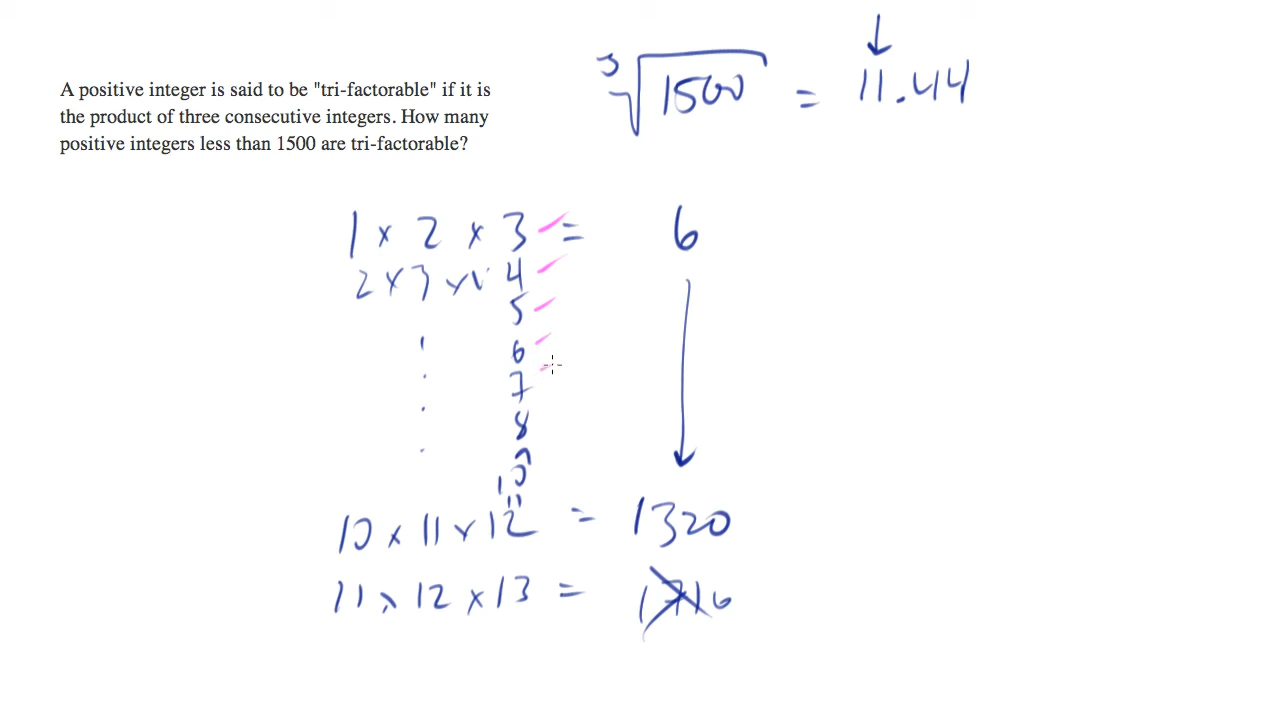 A positive integer is said to be "tri-factorable" if it is
the product of three consecutive integers. How many
positive integers less than 1500 are tri-factorable?
∛1500 = 11.44
1 × 2 × 3 = 6
2 × 3 × 4
5
6
7
8
9
10
11
10 × 11 × 12 = 1320
11 × 12 × 13 = 1716